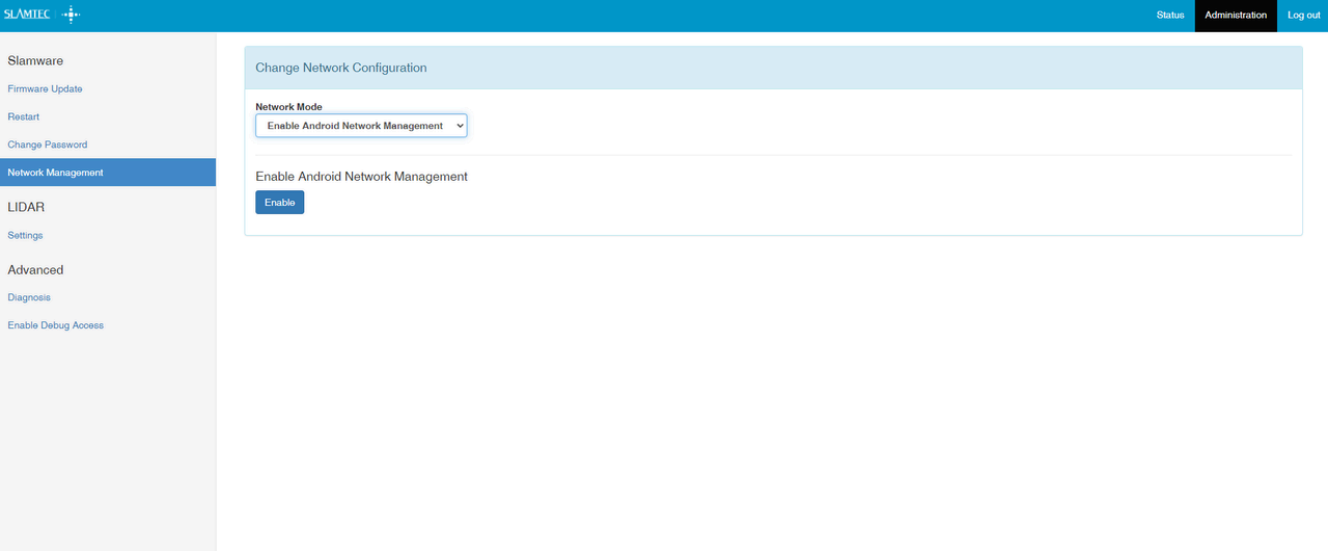 SLAMTEC
Status
Administration
Log out
Slamware
Firmware Update
Restart
Change Password
Network Management
LIDAR
Settings
Advanced
Diagnosis
Enable Debug Access
Change Network Configuration
Network Mode
Enable Android Network Management
Enable Android Network Management
Enable